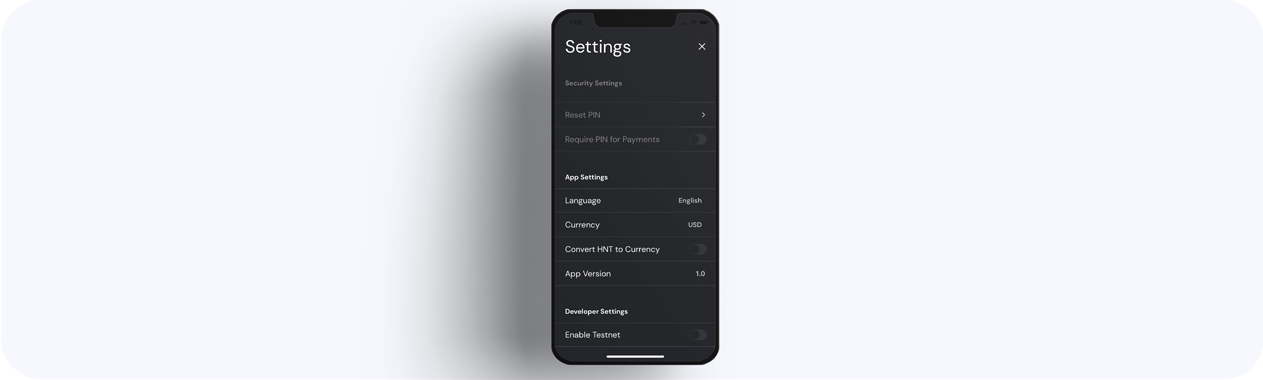 Settings
Security Settings
Reset PIN
Require PIN for Payments
App Settings
Language English
Currency USD
Convert HNT to Currency
App Version 1.0
Developer Settings
Enable Testnet